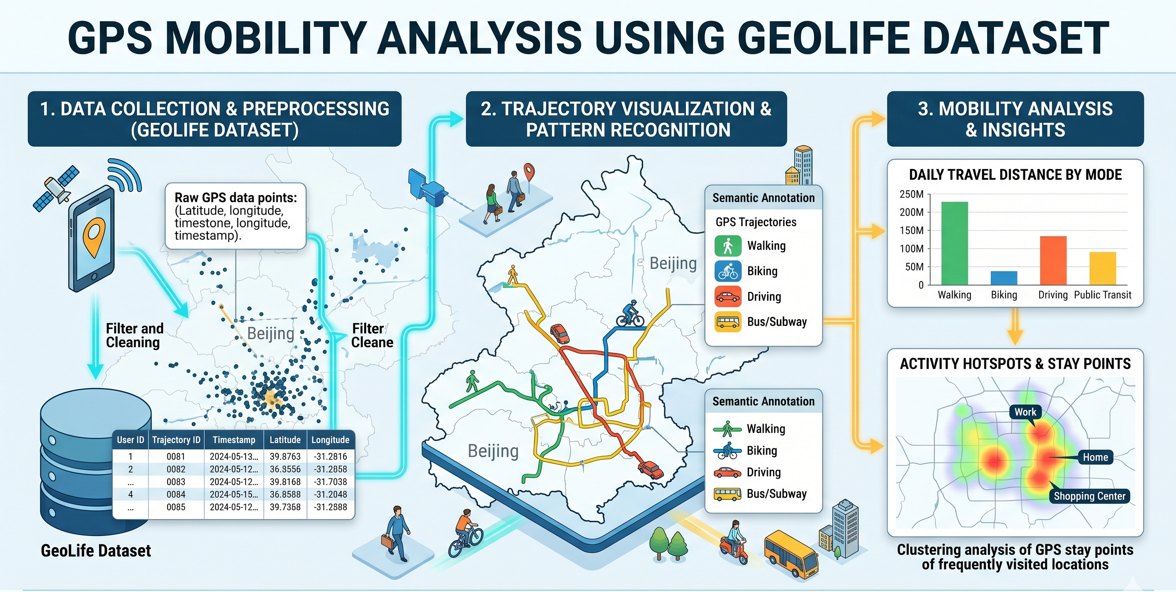 GPS MOBILITY ANALYSIS USING GEOLIFE DATASET
1. DATA COLLECTION & PREPROCESSING
(GEOLIFE DATASET)
Raw GPS data points:
(Latitude, longitude,
timestone, longitude,
timestamp).
Filter and
Cleaning
Beijing
Filter
Cleane
User ID Trajectory ID Timestamp Latitude Longitude
1 0081 2024-05-13... 39.8763 -31.2816
2 0082 2024-05-12... 36.3556 -31.2858
... 0083 2024-05-12... 39.8168 -31.7038
4 0084 2024-05-15... 36.8588 -31.2048
... 0085 2024-05-12... 39.7368 -31.2888
GeoLife Dataset
2. TRAJECTORY VISUALIZATION &
PATTERN RECOGNITION
Beijing
Beijing
Semantic Annotation
GPS Trajectories
Walking
Biking
Driving
Bus/Subway
Semantic Annotation
Walking
Biking
Driving
Bus/Subway
3. MOBILITY ANALYSIS
& INSIGHTS
DAILY TRAVEL DISTANCE BY MODE
250M
200M
150M
100M
50M
0
Walking Biking Driving Public Transit
ACTIVITY HOTSPOTS & STAY POINTS
Work
Home
Shopping Center
Clustering analysis of GPS stay points
of frequently visited locations